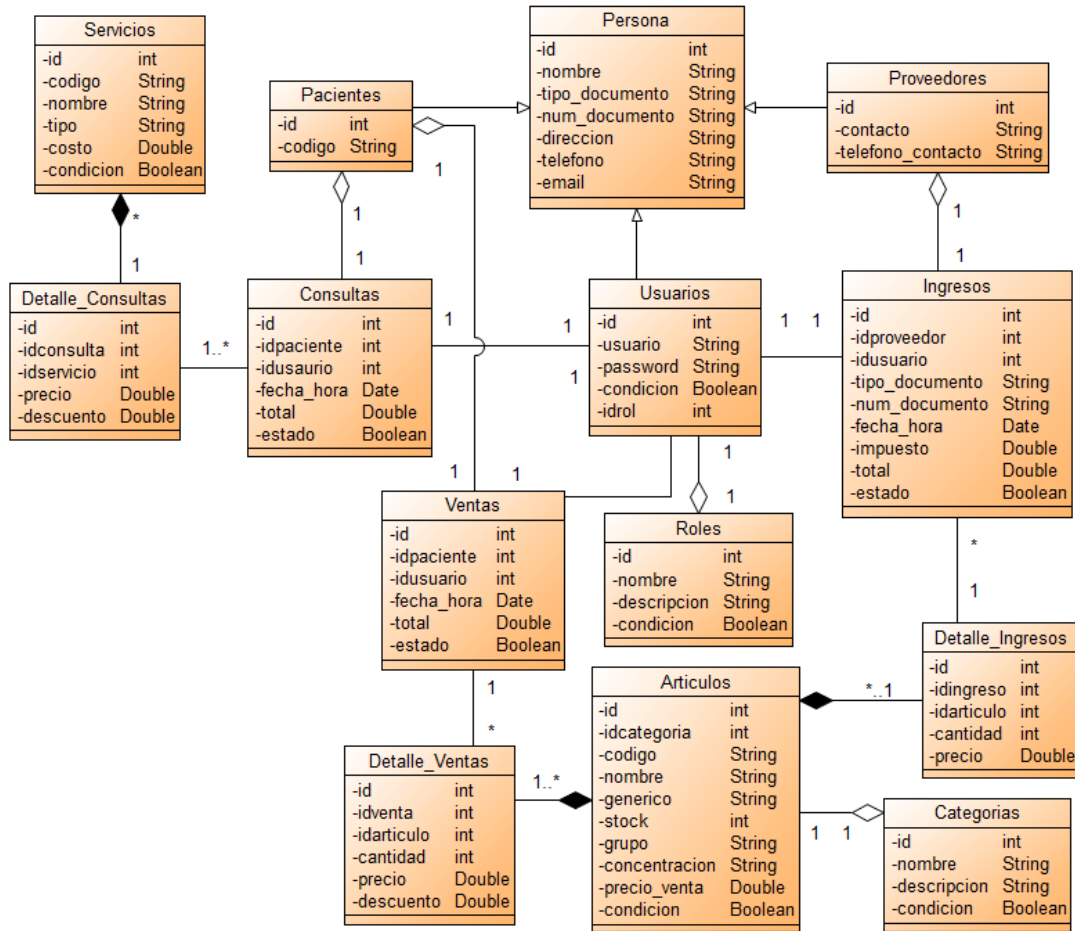 Servicios
-id int
-codigo String
-nombre String
-tipo String
-costo Double
-condicion Boolean
*
1
Pacientes
-id int
-codigo String
1
1
1
Persona
-id int
-nombre String
-tipo_documento String
-num_documento String
-direccion String
-telefono String
-email String
Proveedores
-id int
-contacto String
-telefono_contacto String
1
1
Detalle_Consultas
-id int
-idconsulta int
-idservicio int
-precio Double
-descuento Double
1..*
Consultas
-id int
-idpaciente int
-idusaurio int
-fecha_hora Date
-total Double
-estado Boolean
1
1
1
Usuarios
-id int
-usuario String
-password String
-condicion Boolean
-idrol int
1 1
Ingresos
-id int
-idproveedor int
-idusuario int
-tipo_documento String
-num_documento String
-fecha_hora Date
-impuesto Double
-total Double
-estado Boolean
1
1
1
1
Ventas
-id int
-idpaciente int
-idusuario int
-fecha_hora Date
-total Double
-estado Boolean
1
*
Roles
-id int
-nombre String
-descripcion String
-condicion Boolean
*
1
Detalle_Ingresos
-id int
-idingreso int
-idarticulo int
-cantidad int
-precio Double
Detalle_Ventas
-id int
-idventa int
-idarticulo int
-cantidad int
-precio Double
-descuento Double
1..*
Articulos
-id int
-idcategoria int
-codigo String
-nombre String
-generico String
-stock int
-grupo String
-concentracion String
-precio_venta Double
-condicion Boolean
*..1
1 1
Categorias
-id int
-nombre String
-descripcion String
-condicion Boolean